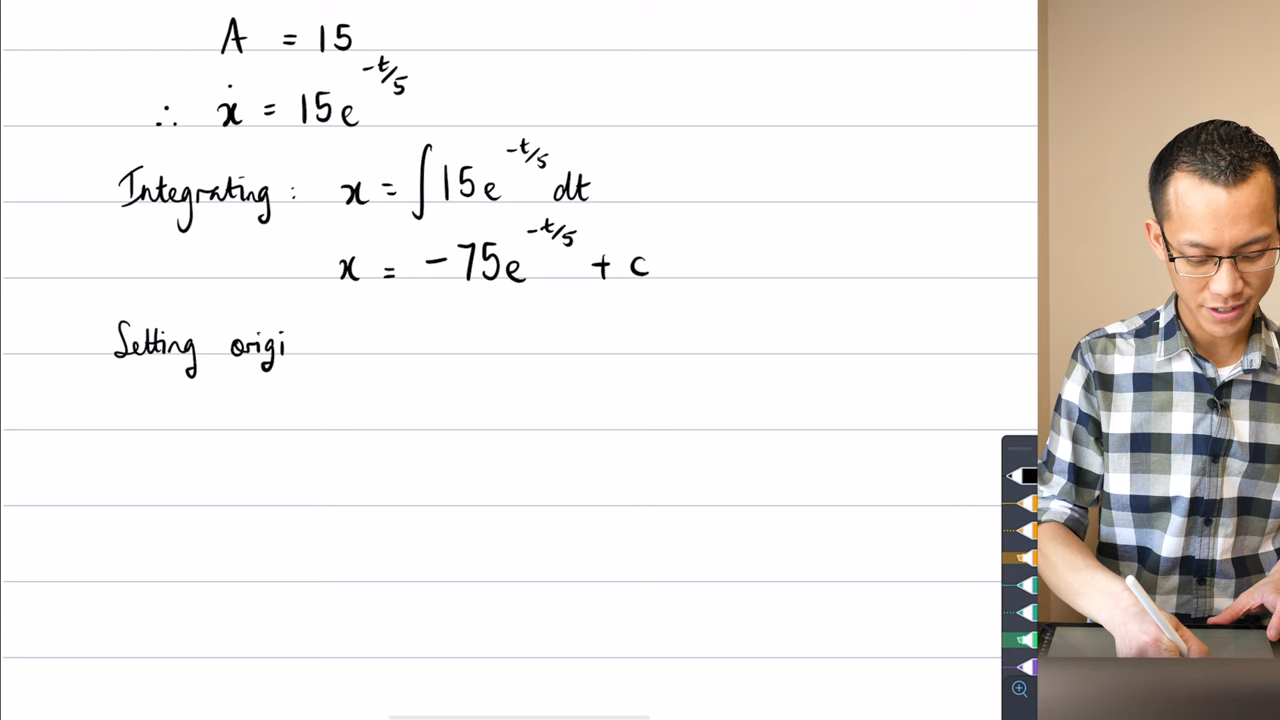 A = 15
∴ ẋ = 15e^{-t/5}
Integrating: x = ∫15e^{-t/5} dt
x = -75e^{-t/5} + c
Setting origi